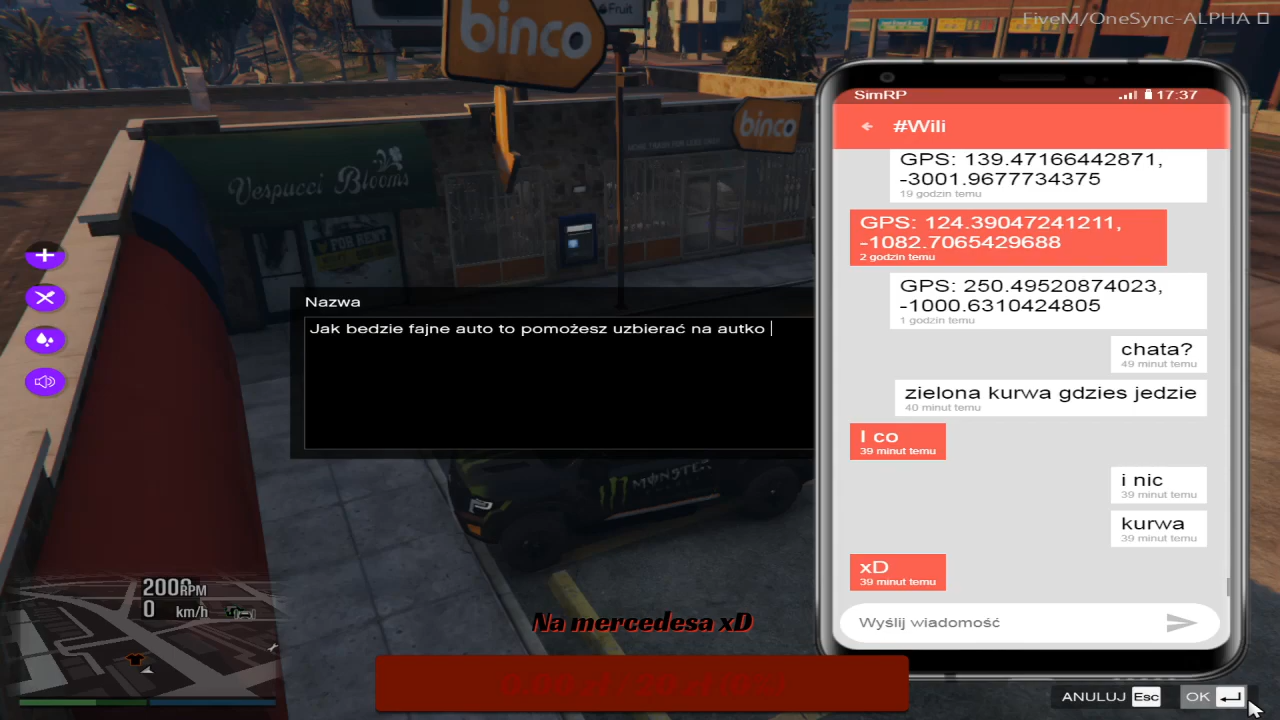 FiveM/OneSync-ALPHA
Fruit
binco
binco
Vespucci Blooms
FOR RENT
MONSTER
SimRP
17:37
#Wili
GPS: 139.47166442871,
-3001.9677734375
19 godzin temu
GPS: 124.39047241211,
-1082.7065429688
2 godzin temu
GPS: 250.49520874023,
-1000.6310424805
1 godzin temu
chata?
49 minut temu
zielona kurwa gdzies jedzie
40 minut temu
I co
39 minut temu
i nic
39 minut temu
kurwa
39 minut temu
xD
39 minut temu
Wyślij wiadomość
Nazwa
Jak bedzie fajne auto to pomożesz uzbierać na autko
200RPM
0 km/h
Na mercedesa xD
ANULUJ Esc
OK